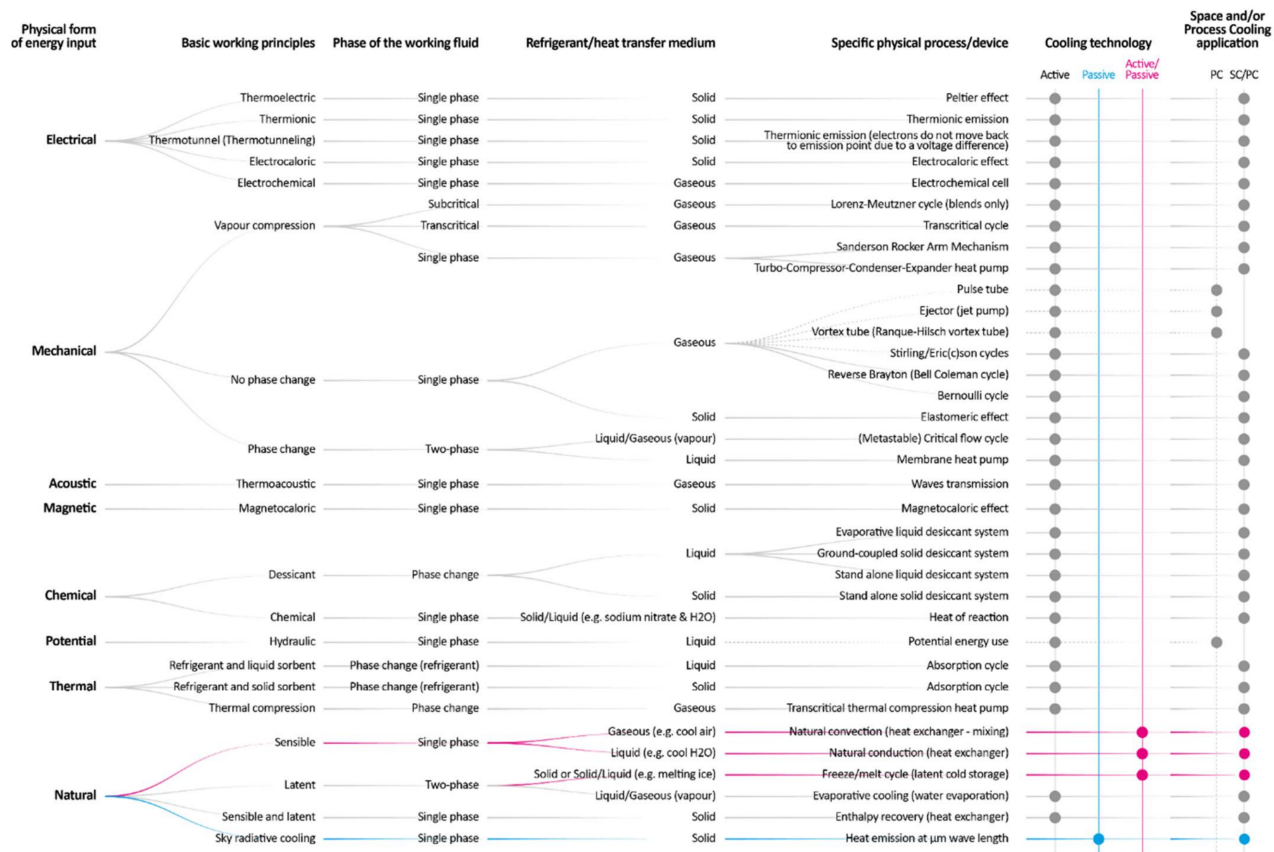 Physical form
of energy input
Basic working principles
Phase of the working fluid
Refrigerant/heat transfer medium
Specific physical process/device
Cooling technology
Space and/or
Process Cooling
application
Active
Passive
Active/
Passive
PC
SC/PC
Thermoelectric Single phase Solid Peltier effect
Thermionic Single phase Solid Thermionic emission
Electrical
Thermotunnel (Thermotunneling) Single phase Solid Thermionic emission (electrons do not move back
to emission point due to a voltage difference)
Electrocaloric Single phase Solid Electrocaloric effect
Electrochemical Single phase Gaseous Electrochemical cell
Subcritical Gaseous Lorenz-Meutzner cycle (blends only)
Vapour compression Transcritical Gaseous Transcritical cycle
Sanderson Rocker Arm Mechanism
Single phase Gaseous
Turbo-Compressor-Condenser-Expander heat pump
Pulse tube
Ejector (jet pump)
Vortex tube (Ranque-Hilsch vortex tube)
Gaseous
Mechanical
Stirling/Eric(c)son cycles
No phase change Single phase Reverse Brayton (Bell Coleman cycle)
Bernoulli cycle
Solid Elastomeric effect
Liquid/Gaseous (vapour) (Metastable) Critical flow cycle
Phase change Two-phase
Liquid Membrane heat pump
Acoustic Thermoacoustic Single phase Gaseous Waves transmission
Magnetic Magnetocaloric Single phase Solid Magnetocaloric effect
Evaporative liquid desiccant system
Liquid Ground-coupled solid desiccant system
Dessicant Phase change Stand alone liquid desiccant system
Chemical
Solid Stand alone solid desiccant system
Chemical Single phase Solid/Liquid (e.g. sodium nitrate & H2O) Heat of reaction
Potential Hydraulic Single phase Liquid Potential energy use
Refrigerant and liquid sorbent Phase change (refrigerant) Liquid Absorption cycle
Thermal Refrigerant and solid sorbent Phase change (refrigerant) Solid Adsorption cycle
Thermal compression Phase change Gaseous Transcritical thermal compression heat pump
Gaseous (e.g. cool air) Natural convection (heat exchanger - mixing)
Sensible Single phase
Liquid (e.g. cool H2O) Natural conduction (heat exchanger)
Solid or Solid/Liquid (e.g. melting ice) Freeze/melt cycle (latent cold storage)
Latent Two-phase
Natural
Liquid/Gaseous (vapour) Evaporative cooling (water evaporation)
Sensible and latent Single phase Solid Enthalpy recovery (heat exchanger)
Sky radiative cooling Single phase Solid Heat emission at µm wave length